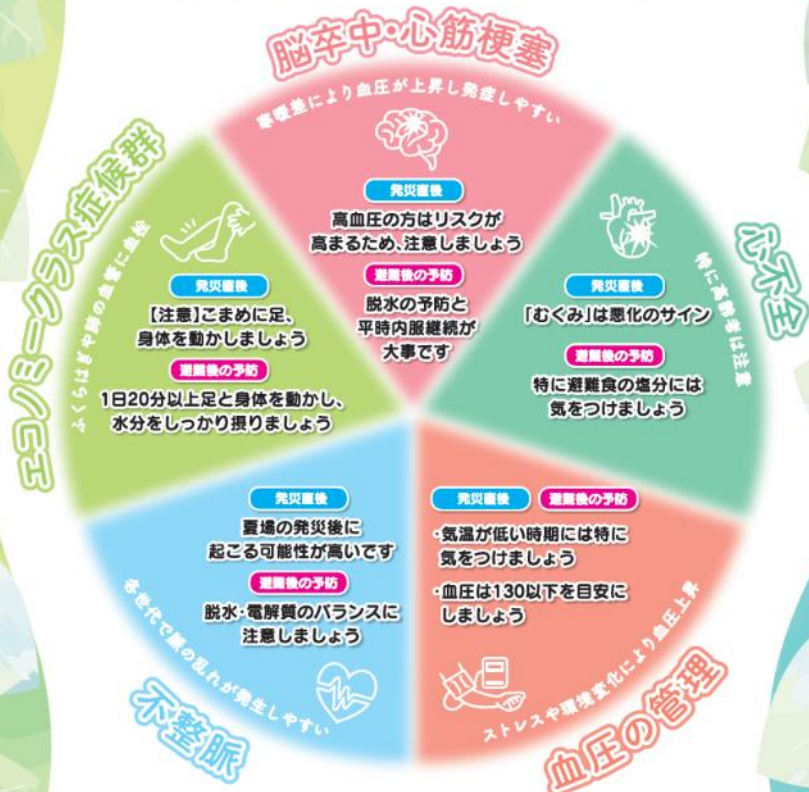 脳卒中・心筋梗塞
寒暖差により血圧が上昇し発症しやすい
発災直後
高血圧の方はリスクが
高まるため、注意しましょう
避難後の予防
脱水の予防と
平時内服継続が
大事です
心不全
特に高齢者は注意
発災直後
「むくみ」は悪化のサイン
避難後の予防
特に避難食の塩分には
気をつけましょう
血圧の管理
ストレスや環境変化により血圧上昇
発災直後 避難後の予防
・気温が低い時期には特に
気をつけましょう
・血圧は130以下を目安に
しましょう
不整脈
各世代で脈の乱れが発生しやすい
発災直後
夏場の発災後に
起こる可能性が高いです
避難後の予防
脱水・電解質のバランスに
注意しましょう
エコノミークラス症候群
ふくらはぎや肺の血管に血栓
発災直後
【注意】こまめに足、
身体を動かしましょう
避難後の予防
1日20分以上足と身体を動かし、
水分をしっかり摂りましょう